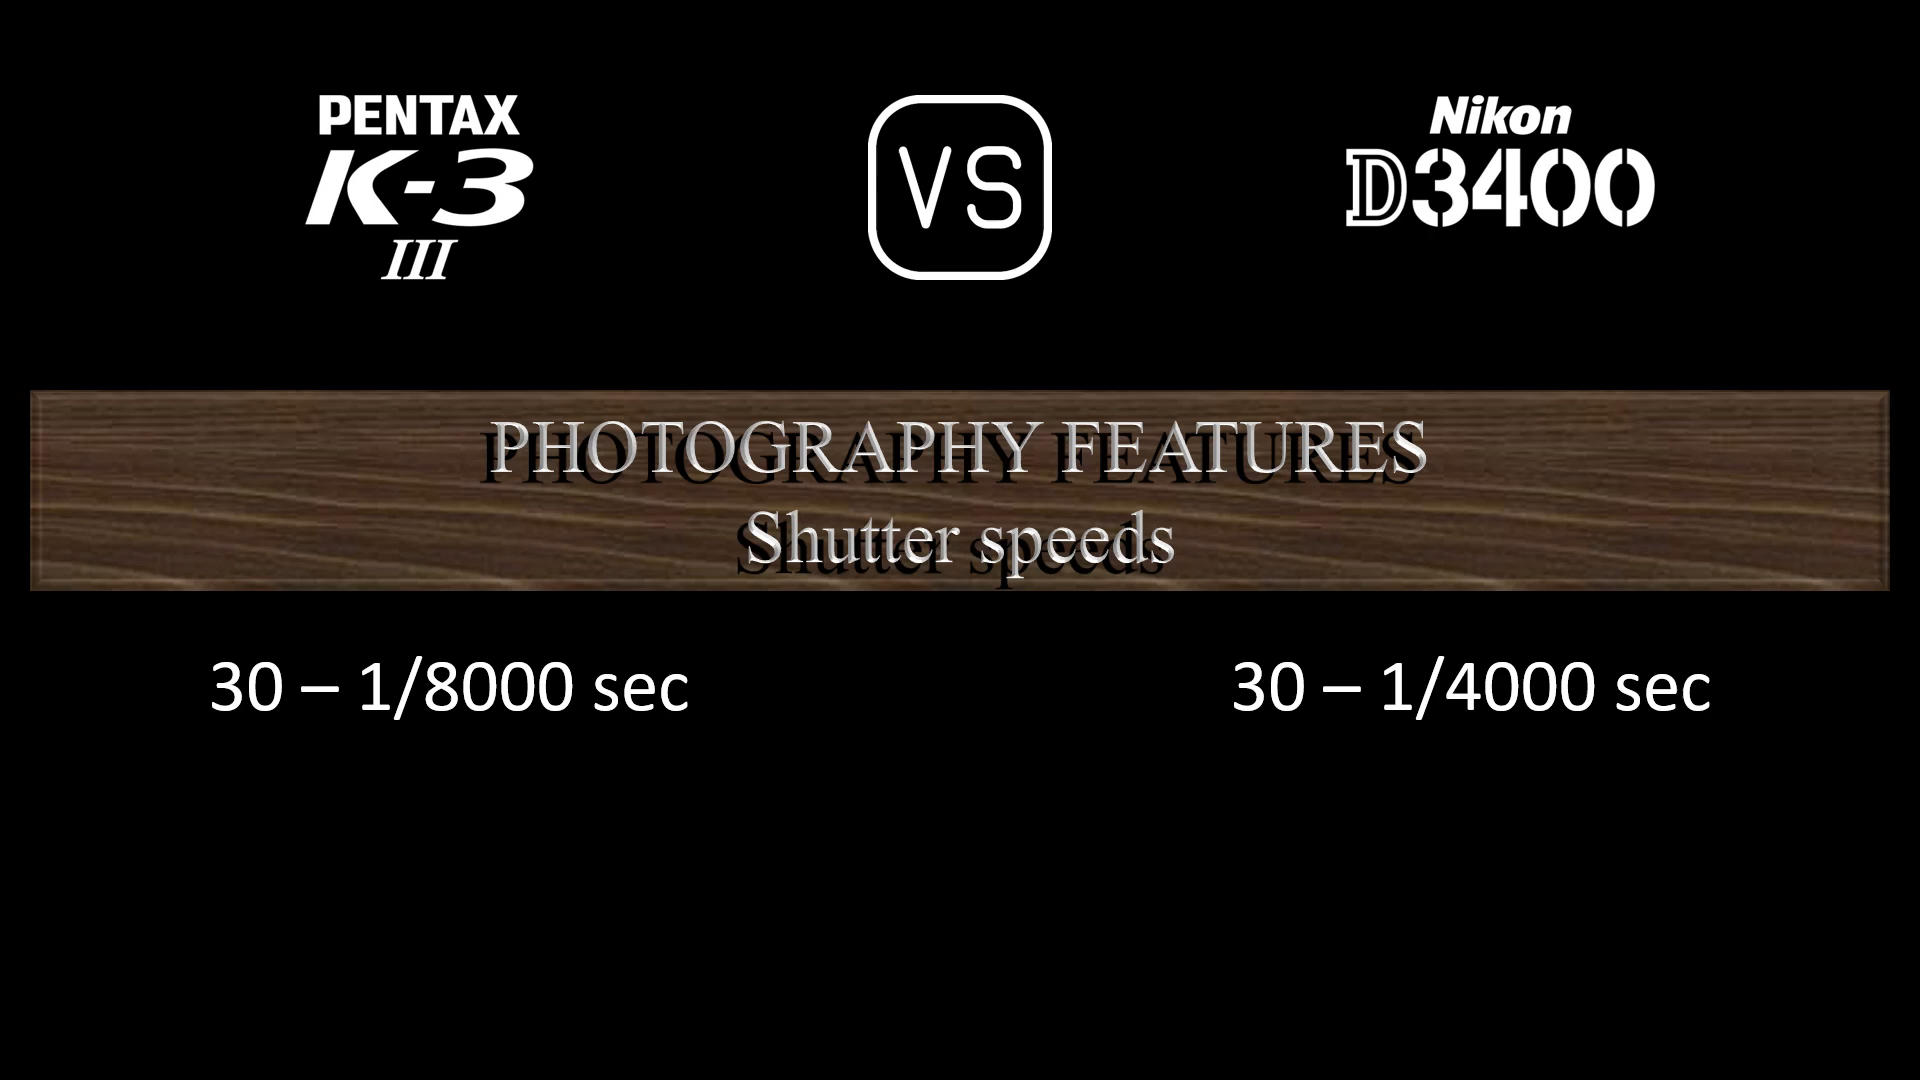 PENTAX
K-3
III
VS
Nikon
D3400
PHOTOGRAPHY FEATURES
Shutter speeds
30 – 1/8000 sec
30 – 1/4000 sec